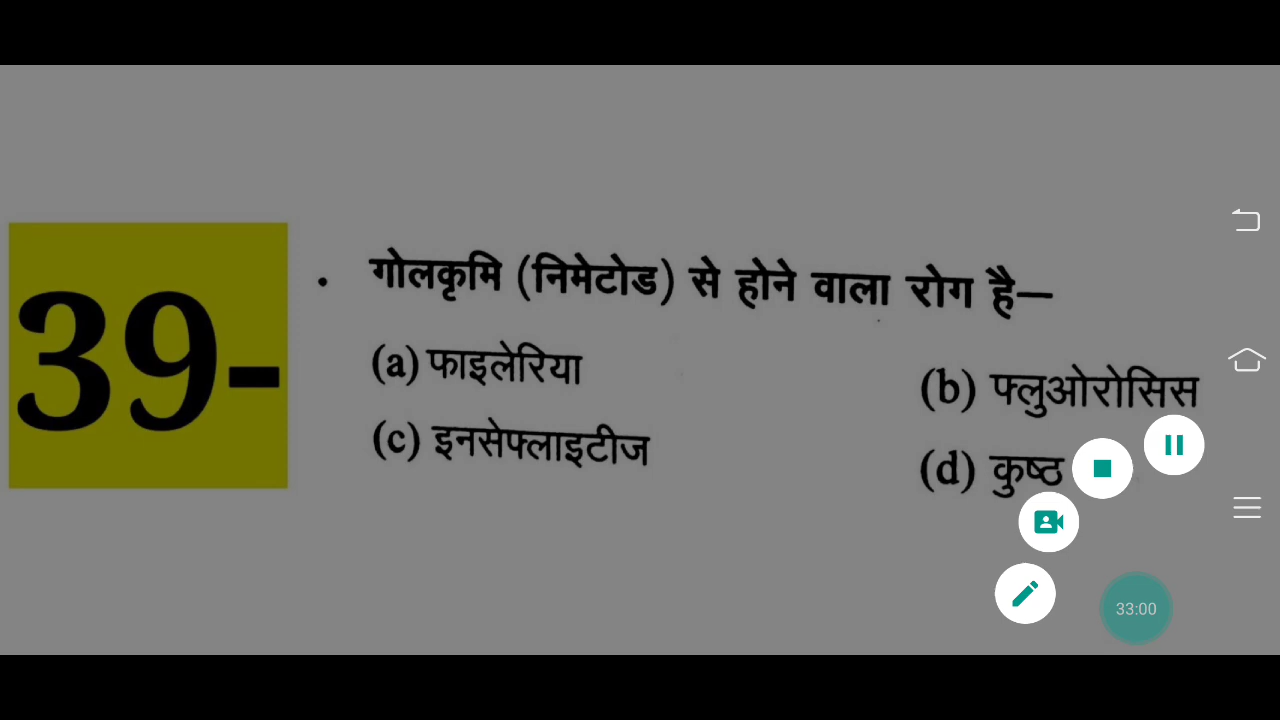 39-
. गोलकृमि (निमेटोड) से होने वाला रोग है—
(a) फाइलेरिया (b) फ्लुओरोसिस
(c) इनसेफ्लाइटीज (d) कुष्ठ
33:00